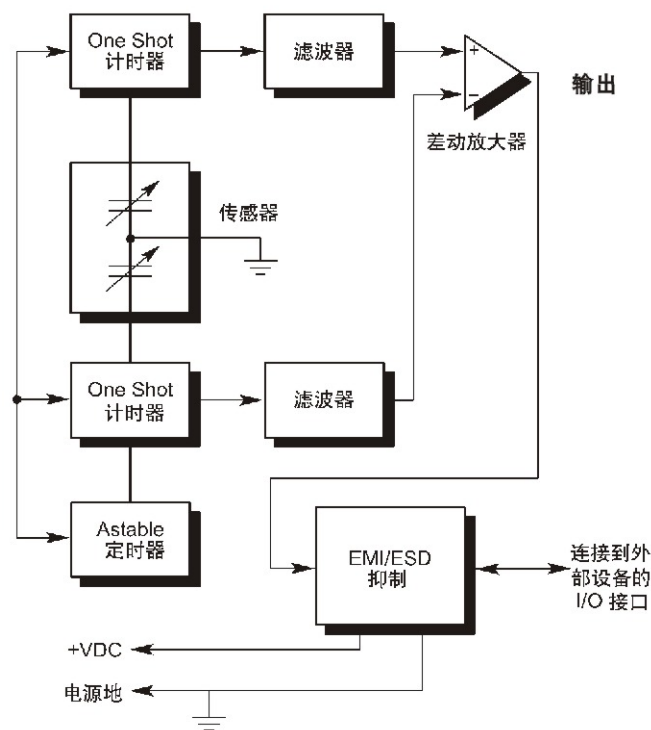 One Shot
计时器
滤波器
+
−
输出
差动放大器
传感器
One Shot
计时器
滤波器
Astable
定时器
EMI/ESD
抑制
连接到外
部设备的
I/O 接口
+VDC
电源地